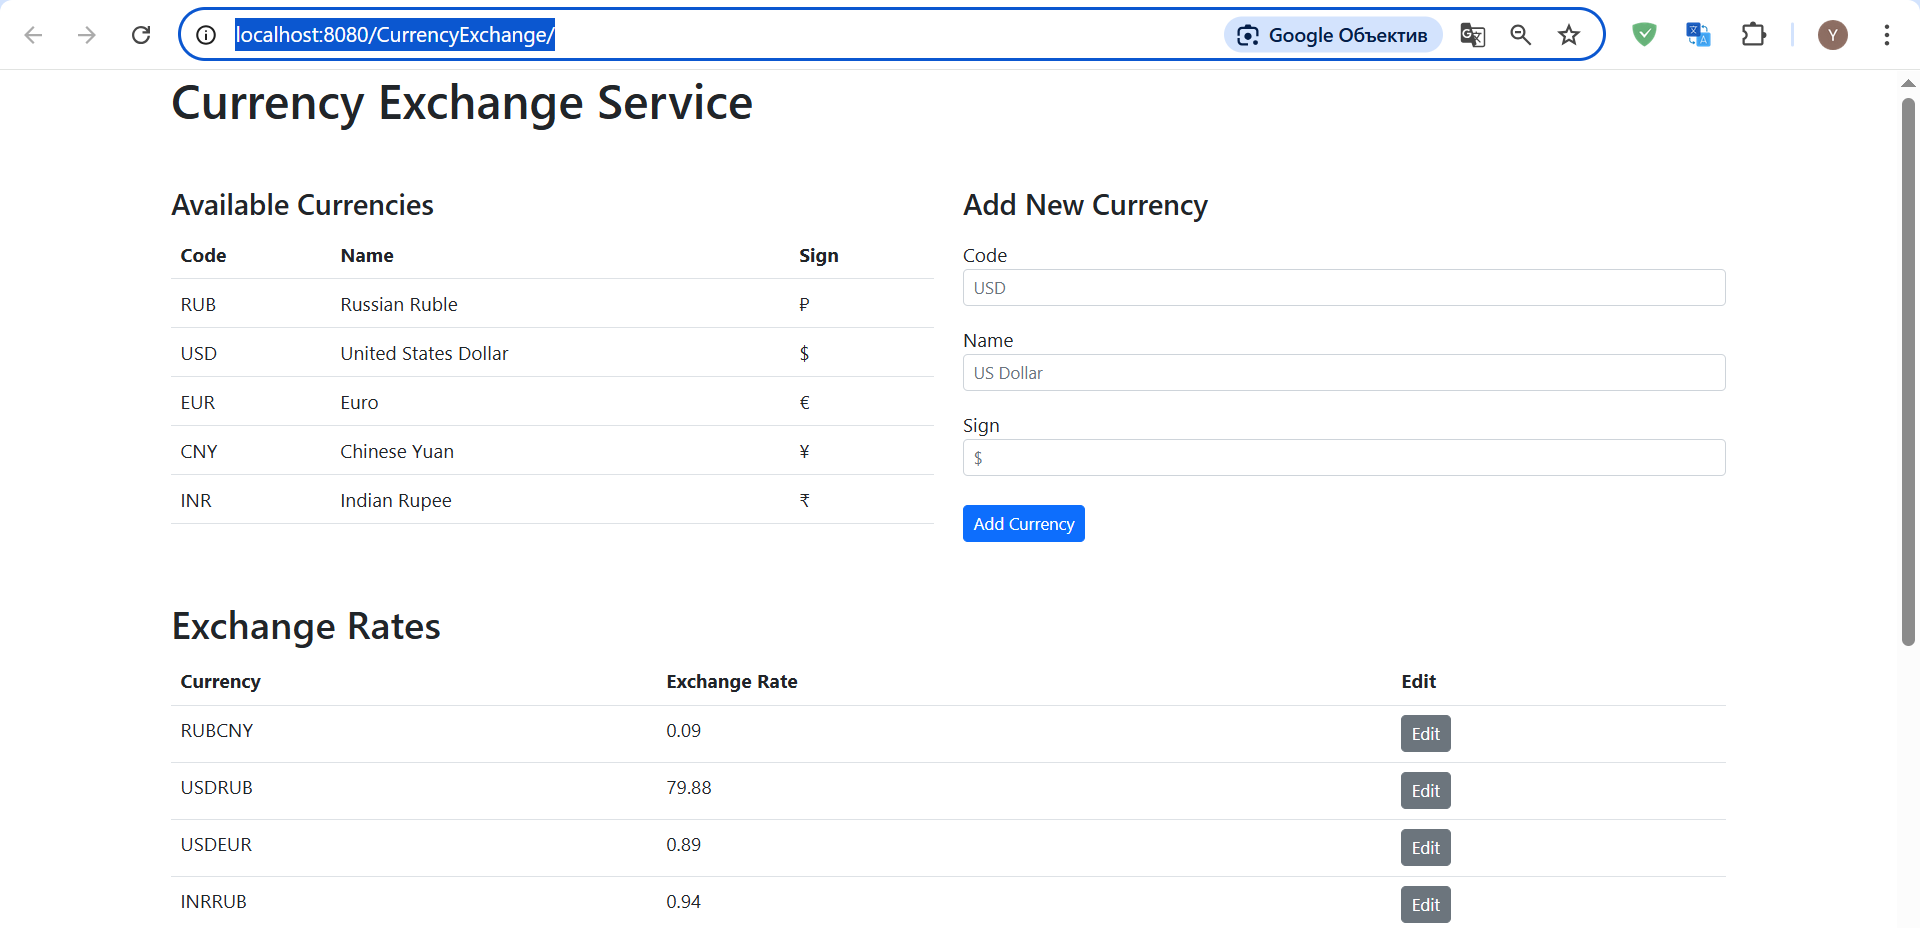 localhost:8080/CurrencyExchange/
Google Объектив
Y
Currency Exchange Service
Available Currencies
Code Name Sign
RUB Russian Ruble ₽
USD United States Dollar $
EUR Euro €
CNY Chinese Yuan ¥
INR Indian Rupee ₹
Add New Currency
Code
USD
Name
US Dollar
Sign
$
Add Currency
Exchange Rates
Currency Exchange Rate Edit
RUBCNY 0.09 Edit
USDRUB 79.88 Edit
USDEUR 0.89 Edit
INRRUB 0.94 Edit